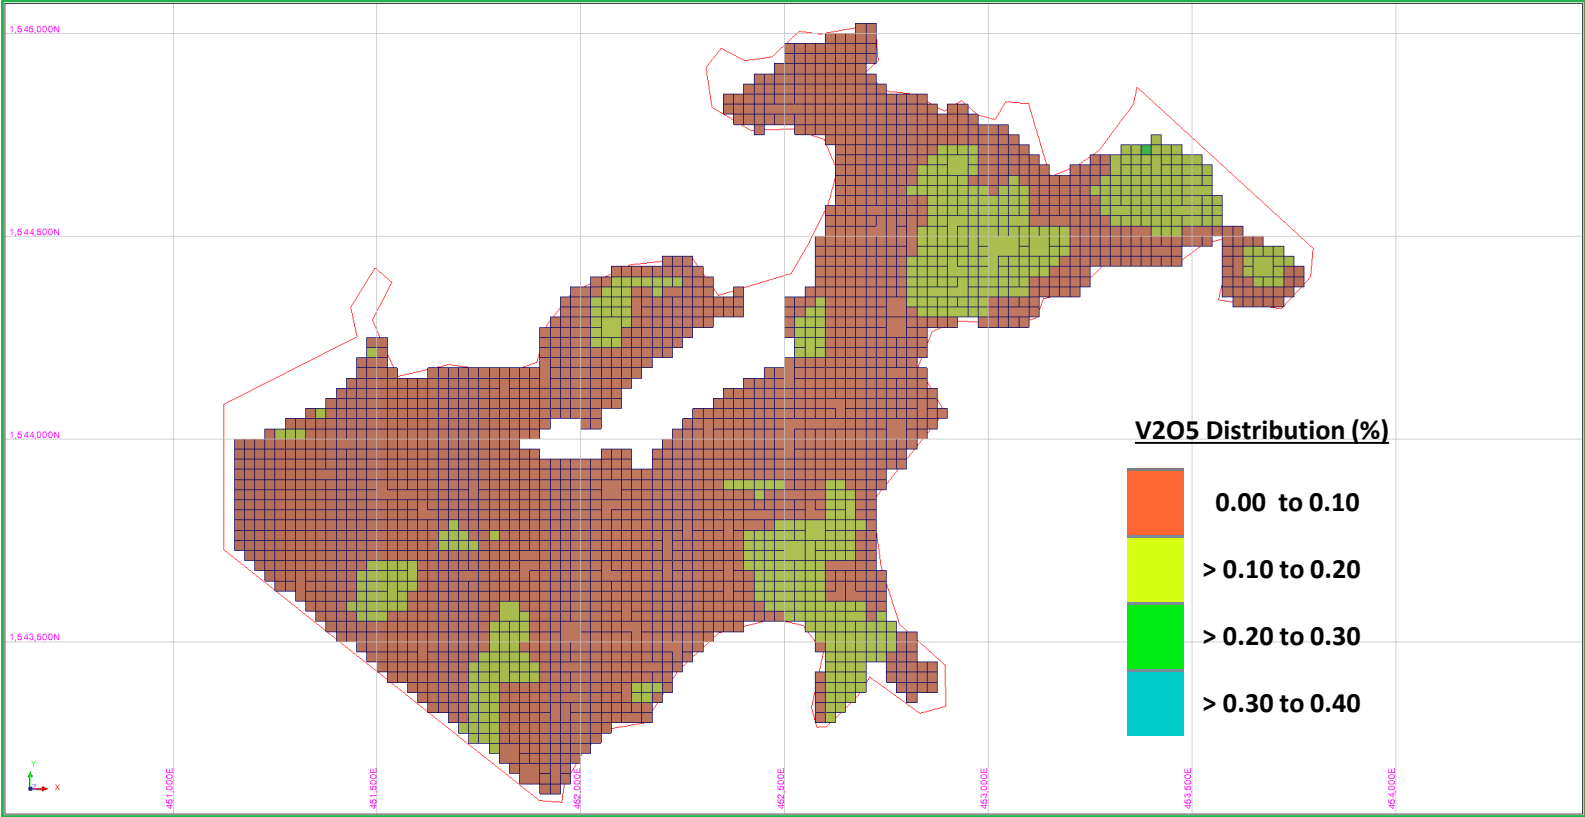 1,545,000N
1,544,500N
1,544,000N
1,543,500N
V2O5 Distribution (%)
0.00 to 0.10
> 0.10 to 0.20
> 0.20 to 0.30
> 0.30 to 0.40
Y
X
451,000E
451,500E
452,000E
452,500E
453,000E
453,500E
454,000E